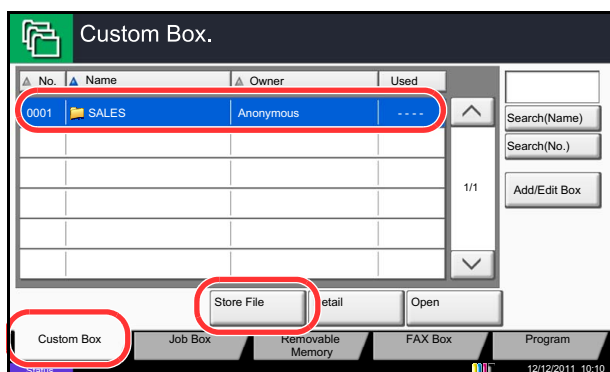 Custom Box.
No. Name Owner Used
0001 SALES Anonymous ----
Search(Name)
Search(No.)
1/1
Add/Edit Box
Store File etail Open
Custom Box Job Box Removable Memory FAX Box Program
Status 12/12/2011 10:10